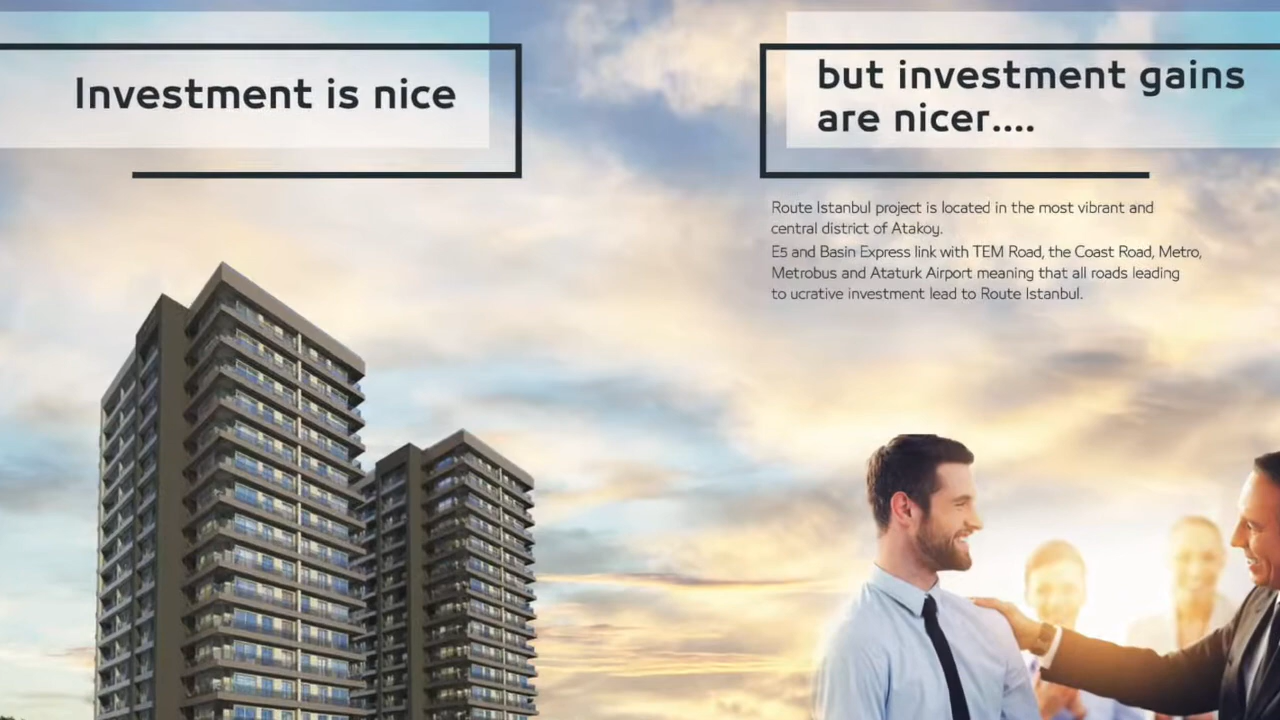 Investment is nice
but investment gains
are nicer....
Route Istanbul project is located in the most vibrant and
central district of Atakoy.
E5 and Basin Express link with TEM Road, the Coast Road, Metro,
Metrobus and Ataturk Airport meaning that all roads leading
to ucrative investment lead to Route Istanbul.